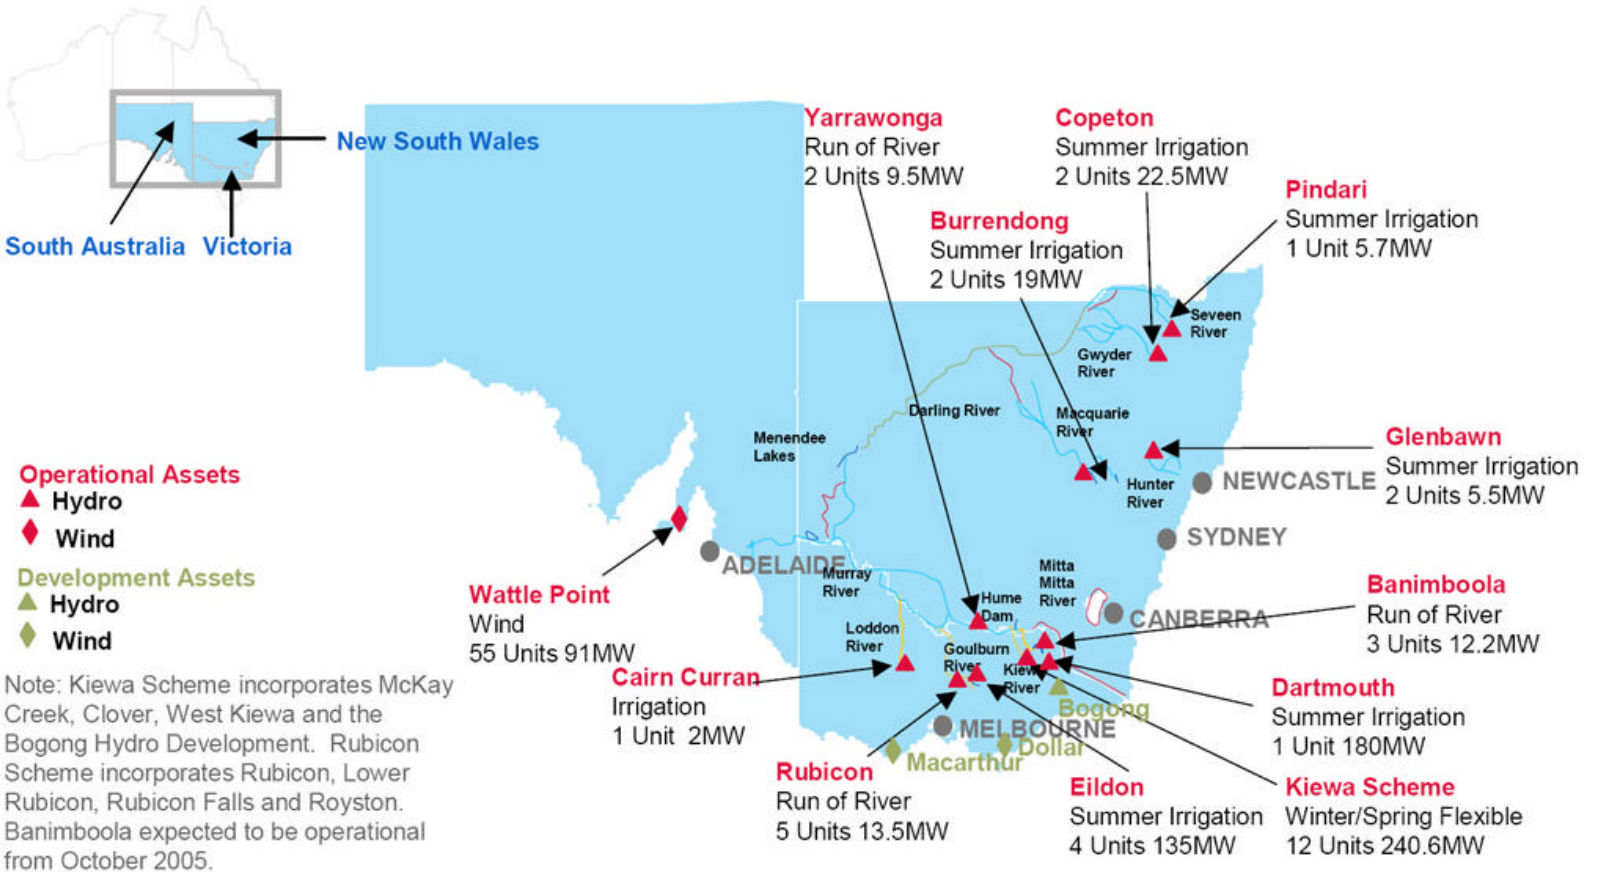 New South Wales
South Australia
Victoria
Yarrawonga
Run of River
2 Units 9.5MW
Copeton
Summer Irrigation
2 Units 22.5MW
Pindari
Summer Irrigation
1 Unit 5.7MW
Burrendong
Summer Irrigation
2 Units 19MW
Seveen
River
Gwyder
River
Darling River
Macquarie
River
Menendee
Lakes
Glenbawn
Summer Irrigation
2 Units 5.5MW
Hunter
River
NEWCASTLE
SYDNEY
Operational Assets
Hydro
Wind
Development Assets
Hydro
Wind
ADELAIDE
Murray
River
Mitta
Mitta
River
Hume
Dam
CANBERRA
Banimboola
Run of River
3 Units 12.2MW
Wattle Point
Wind
55 Units 91MW
Loddon
River
Goulburn
River
Kiewa
River
Cairn Curran
Irrigation
1 Unit 2MW
Dartmouth
Summer Irrigation
1 Unit 180MW
Bogong
MELBOURNE
Dollar
Macarthur
Rubicon
Run of River
5 Units 13.5MW
Eildon
Summer Irrigation
4 Units 135MW
Kiewa Scheme
Winter/Spring Flexible
12 Units 240.6MW
Note: Kiewa Scheme incorporates McKay
Creek, Clover, West Kiewa and the
Bogong Hydro Development. Rubicon
Scheme incorporates Rubicon, Lower
Rubicon, Rubicon Falls and Royston.
Banimboola expected to be operational
from October 2005.